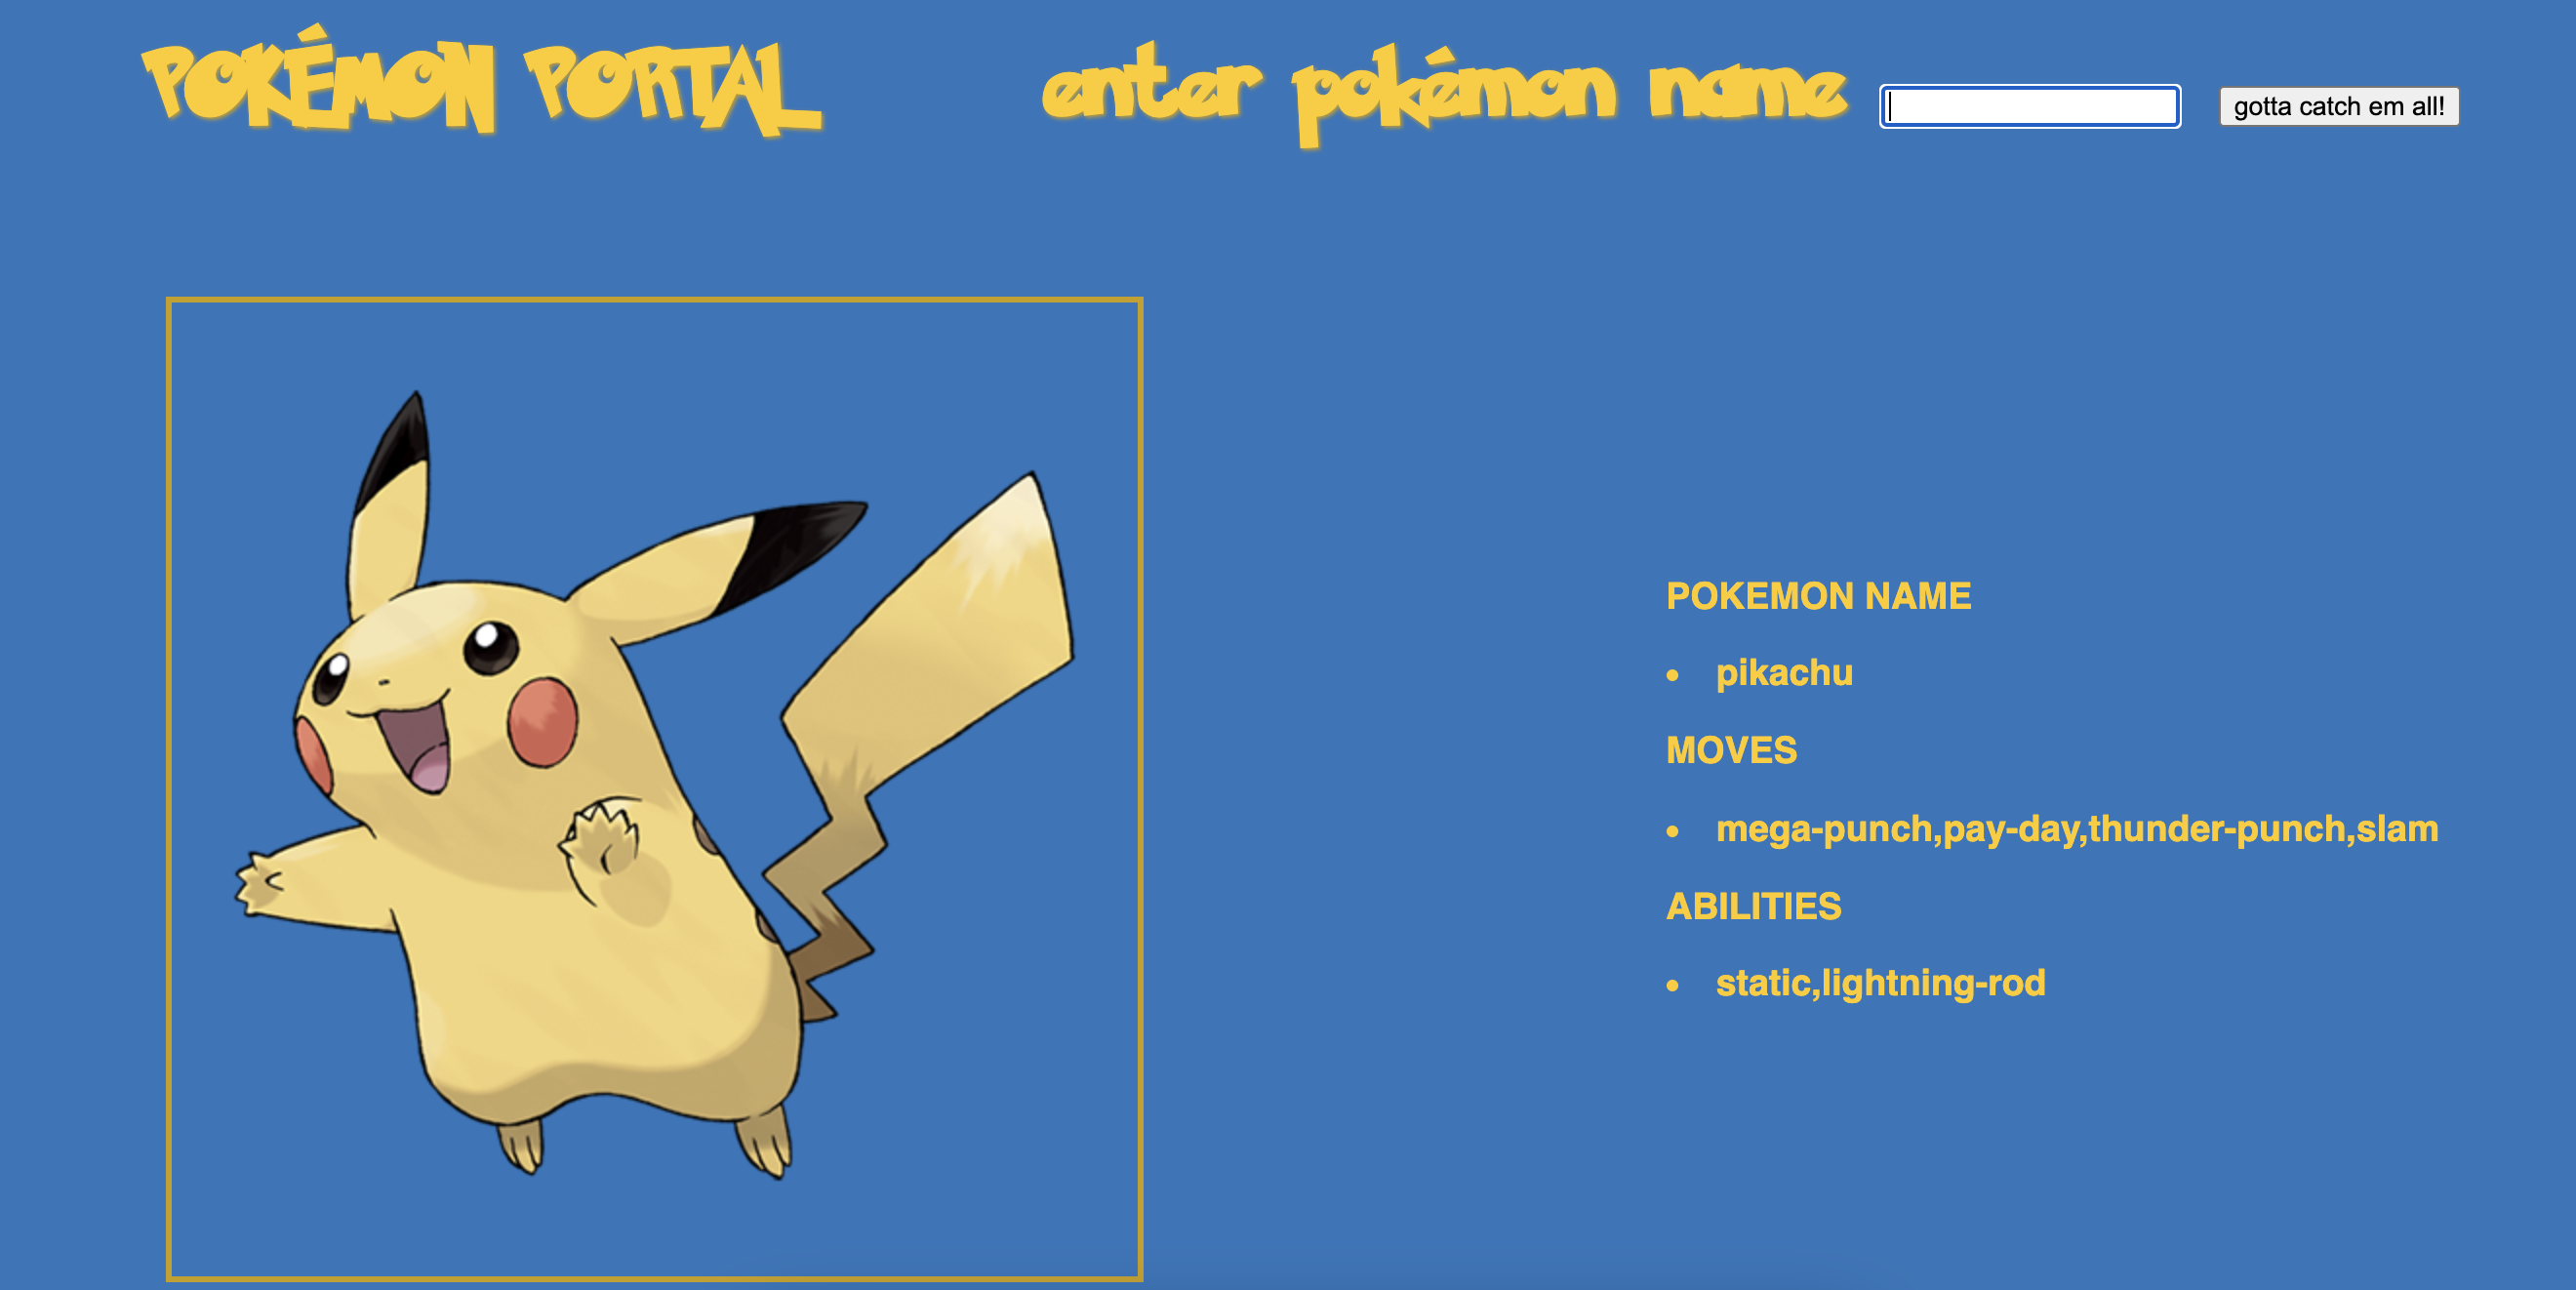 POKÉMON PORTAL
enter pokémon name
gotta catch em all!
POKEMON NAME
• pikachu
MOVES
• mega-punch,pay-day,thunder-punch,slam
ABILITIES
• static,lightning-rod